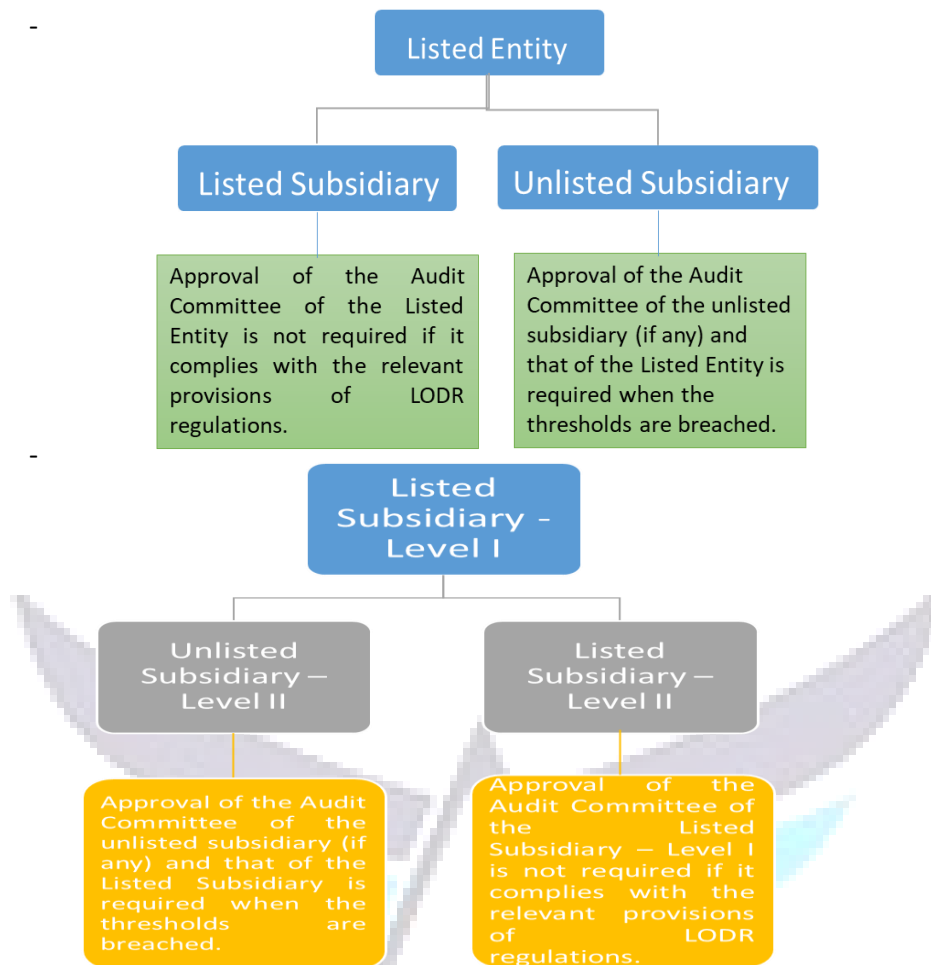 -
Listed Entity
Listed Subsidiary
Unlisted Subsidiary
Approval of the Audit
Committee of the Listed
Entity is not required if it
complies with the relevant
provisions of LODR
regulations.
Approval of the Audit
Committee of the unlisted
subsidiary (if any) and
that of the Listed Entity is
required when the
thresholds are breached.
-
Listed
Subsidiary -
Level I
Unlisted
Subsidiary –
Level II
Listed
Subsidiary –
Level II
Approval of the Audit
Committee of the
unlisted subsidiary (if
any) and that of the
Listed Subsidiary is
required when the
thresholds are
breached.
Approval of the
Audit Committee of
the Listed
Subsidiary – Level I
is not required if it
complies with the
relevant provisions
of LODR
regulations.